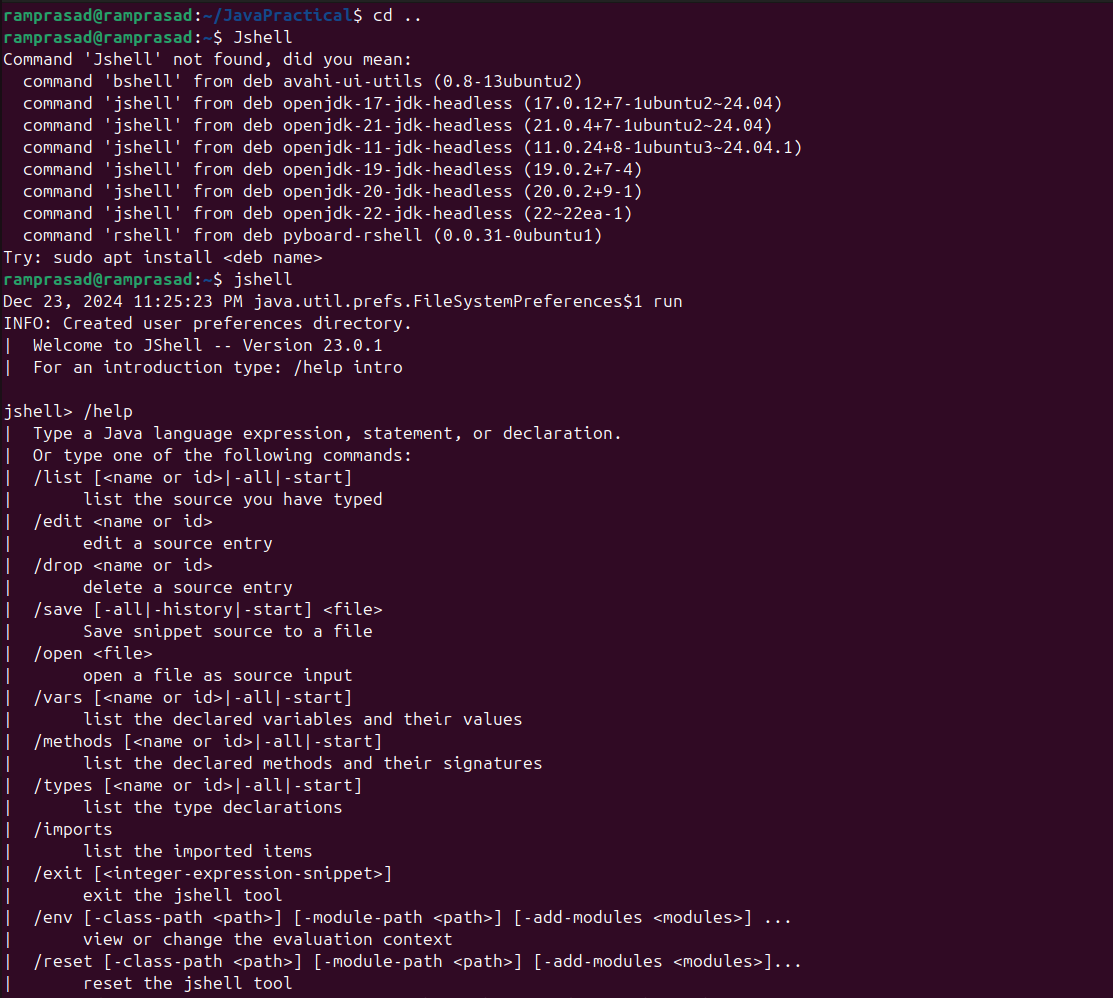 ramprasad@ramprasad:~/JavaPractical$ cd ..
ramprasad@ramprasad:~$ Jshell
Command 'Jshell' not found, did you mean:
  command 'bshell' from deb avahi-ui-utils (0.8-13ubuntu2)
  command 'jshell' from deb openjdk-17-jdk-headless (17.0.12+7-1ubuntu2~24.04)
  command 'jshell' from deb openjdk-21-jdk-headless (21.0.4+7-1ubuntu2~24.04)
  command 'jshell' from deb openjdk-11-jdk-headless (11.0.24+8-1ubuntu3~24.04.1)
  command 'jshell' from deb openjdk-19-jdk-headless (19.0.2+7-4)
  command 'jshell' from deb openjdk-20-jdk-headless (20.0.2+9-1)
  command 'jshell' from deb openjdk-22-jdk-headless (22~22ea-1)
  command 'rshell' from deb pyboard-rshell (0.0.31-0ubuntu1)
Try: sudo apt install <deb name>
ramprasad@ramprasad:~$ jshell
Dec 23, 2024 11:25:23 PM java.util.prefs.FileSystemPreferences$1 run
INFO: Created user preferences directory.
|  Welcome to JShell -- Version 23.0.1
|  For an introduction type: /help intro

jshell> /help
|  Type a Java language expression, statement, or declaration.
|  Or type one of the following commands:
|  /list [<name or id>|-all|-start]
|       list the source you have typed
|  /edit <name or id>
|       edit a source entry
|  /drop <name or id>
|       delete a source entry
|  /save [-all|-history|-start] <file>
|       Save snippet source to a file
|  /open <file>
|       open a file as source input
|  /vars [<name or id>|-all|-start]
|       list the declared variables and their values
|  /methods [<name or id>|-all|-start]
|       list the declared methods and their signatures
|  /types [<name or id>|-all|-start]
|       list the type declarations
|  /imports
|       list the imported items
|  /exit [<integer-expression-snippet>]
|       exit the jshell tool
|  /env [-class-path <path>] [-module-path <path>] [-add-modules <modules>] ...
|       view or change the evaluation context
|  /reset [-class-path <path>] [-module-path <path>] [-add-modules <modules>]...
|       reset the jshell tool